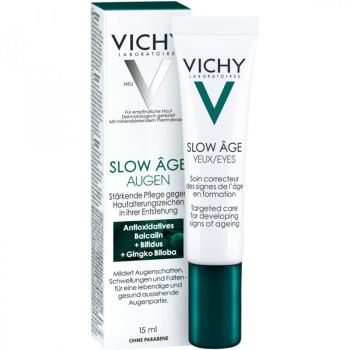 VICHY
LABORATOIRES
NEU
Für empfindliche Haut
Dermatologisch getestet
Mit mineralisierendem Thermalwasser
SLOW ÂGE
AUGEN
Stärkende Pflege gegen
Hautalterungszeichen
in ihrer Entstehung
Antioxidatives
Baicalin
+ Bifidus
+ Gingko Biloba
Mildert Augenschatten,
Schwellungen und Falten -
für eine lebendige und
gesund aussehende
Augenpartie.
15 ml
OHNE PARABENE
VICHY
LABORATOIRES
SLOW ÂGE
YEUX/EYES
Soin correcteur
des signes de l'âge
en formation
Targeted care
for developing
signs of ageing